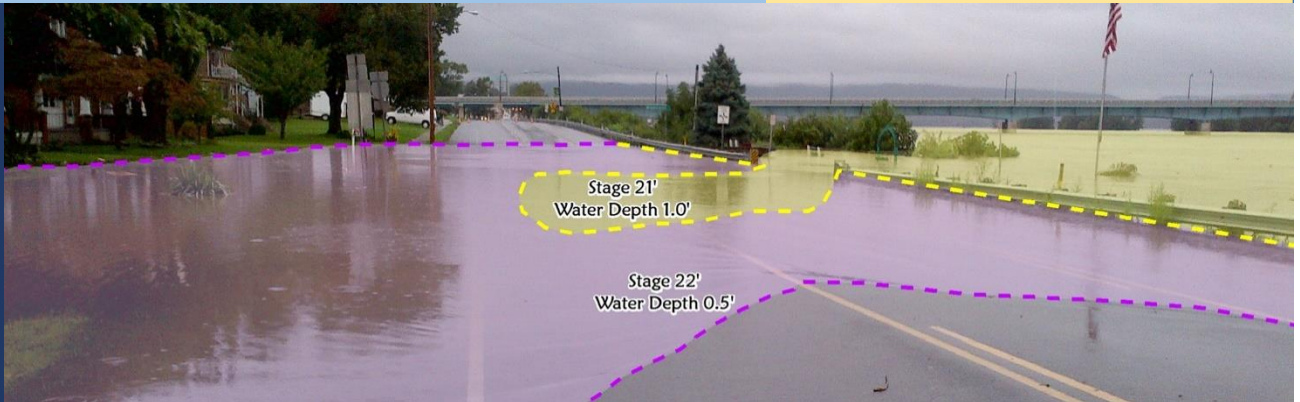 Stage 21'
Water Depth 1.0'
Stage 22'
Water Depth 0.5'